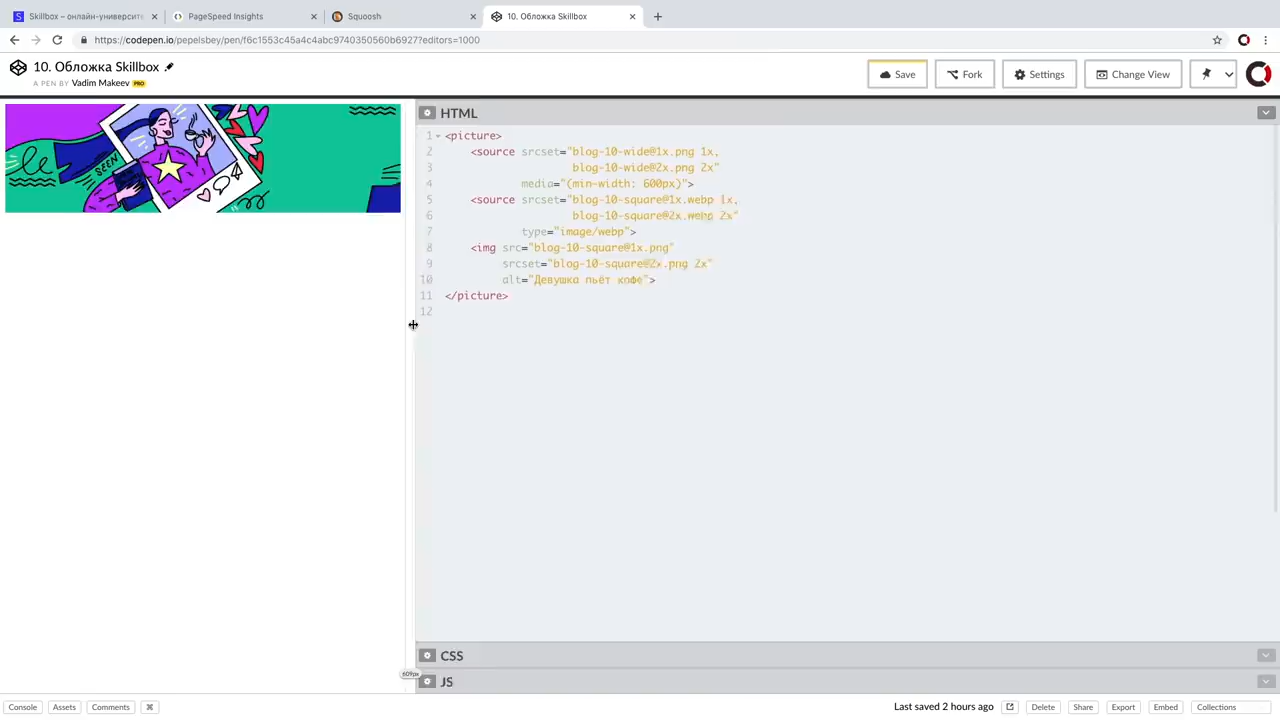 Skillbox – онлайн-университе
PageSpeed Insights
Squoosh
10. Обложка Skillbox
https://codepen.io/pepelsbey/pen/f6c1553c45a4c4abc9740350560b6927?editors=1000
10. Обложка Skillbox
A PEN BY Vadim Makeev PRO
Save
Fork
Settings
Change View
SEEN
HTML
1 <picture>
2 <source srcset="blog-10-wide@1x.png 1x,
3 blog-10-wide@2x.png 2x"
4 media="(min-width: 600px)">
5 <source srcset="blog-10-square@1x.webp 1x,
6 blog-10-square@2x.webp 2x"
7 type="image/webp">
8 <img src="blog-10-square@1x.png"
9 srcset="blog-10-square@2x.png 2x"
10 alt="Девушка пьёт кофе">
11 </picture>
12
CSS
609px
JS
Console
Assets
Comments
⌘
Last saved 2 hours ago
Delete
Share
Export
Embed
Collections